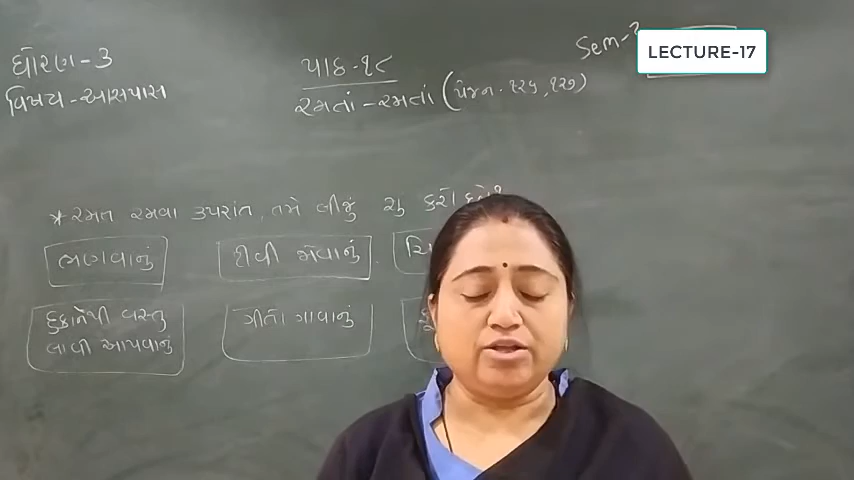 ધોરણ - ૩
વિષય - આસપાસ
પાઠ - ૧૮
રમતાં - રમતાં (પેજ નં. ૧૨૬, ૧૨૭)
Sem-2
LECTURE-17
* રમત રમવા ઉપરાંત, તમે બીજું શું કરો
ભણવાનું
ટીવી જોવાનું
દુકાનેથી વસ્તુ
લાવી આપવાનું
ગીતો ગાવાનું